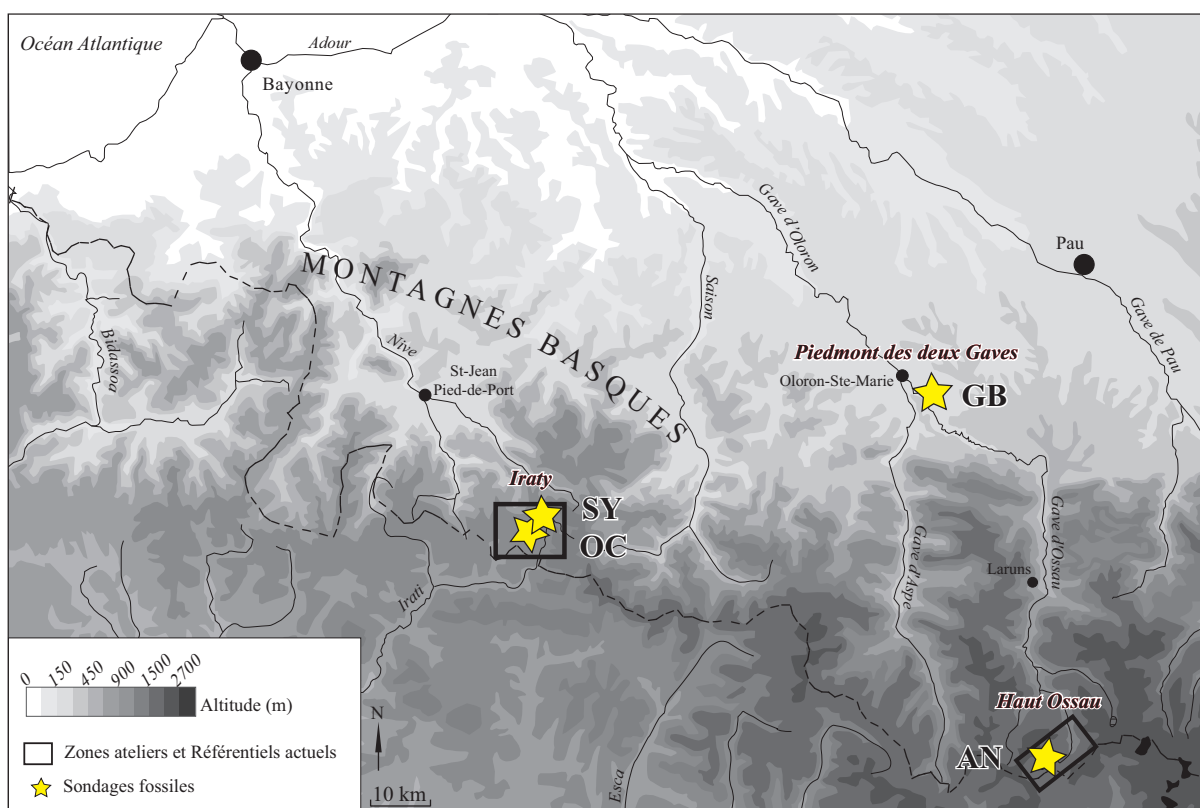 Océan Atlantique
Adour
Bayonne
Gave d'Oloron
Pau
Gave de Pau
MONTAGNES BASQUES
Saison
Bidassoa
Nive
St-Jean
Pied-de-Port
Piedmont des deux Gaves
Oloron-Ste-Marie
GB
Iraty
SY
OC
Irati
Gave d'Aspe
Gave d'Ossau
Laruns
Haut Ossau
AN
Esca
0 150 450 900 1500 2700
Altitude (m)
N
Zones ateliers et Référentiels actuels
Sondages fossiles
10 km